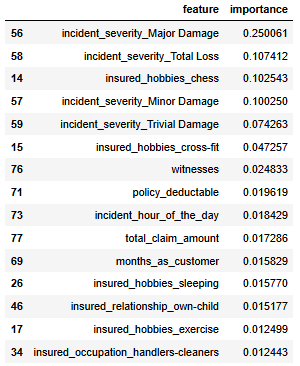 feature importance
56 incident_severity_Major Damage 0.250061
58 incident_severity_Total Loss 0.107412
14 insured_hobbies_chess 0.102543
57 incident_severity_Minor Damage 0.100250
59 incident_severity_Trivial Damage 0.074263
15 insured_hobbies_cross-fit 0.047257
76 witnesses 0.024833
71 policy_deductable 0.019619
73 incident_hour_of_the_day 0.018429
77 total_claim_amount 0.017286
69 months_as_customer 0.015829
26 insured_hobbies_sleeping 0.015770
46 insured_relationship_own-child 0.015177
17 insured_hobbies_exercise 0.012499
34 insured_occupation_handlers-cleaners 0.012443